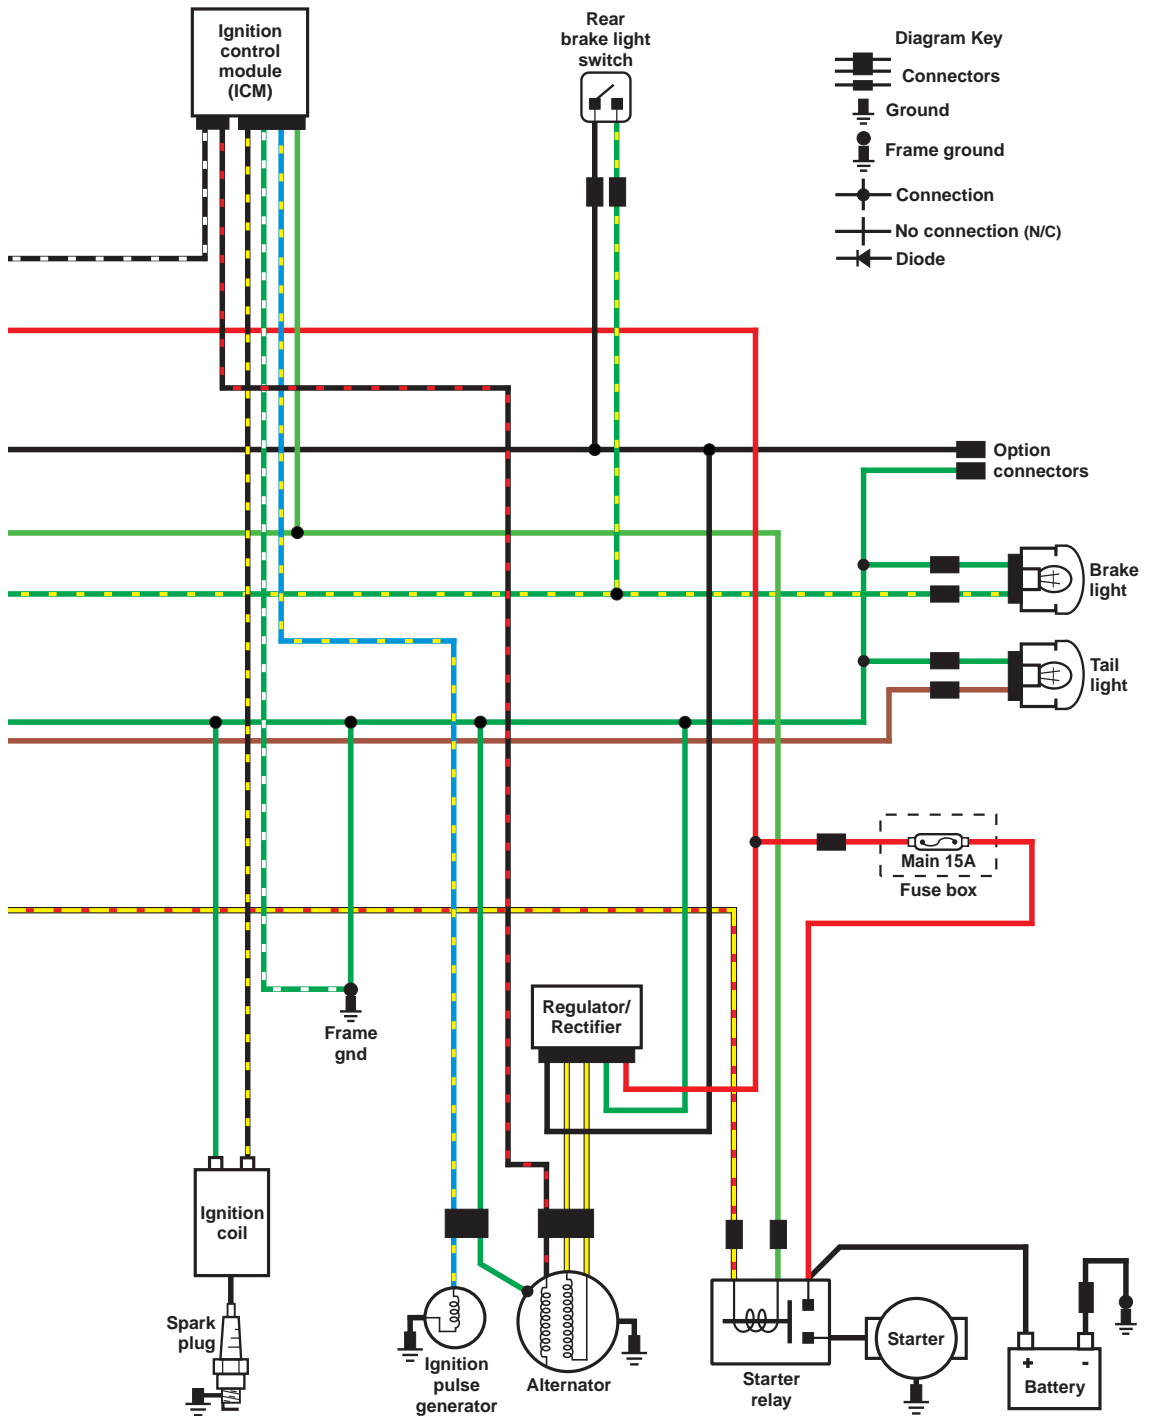 Ignition
control
module
(ICM)
Rear
brake light
switch
Diagram Key
Connectors
Ground
Frame ground
Connection
No connection (N/C)
Diode
Option
connectors
Brake
light
Tail
light
Main 15A
Fuse box
Regulator/
Rectifier
Frame
gnd
Ignition
coil
Spark
plug
Ignition
pulse
generator
Alternator
Starter
relay
Starter
+ -
Battery